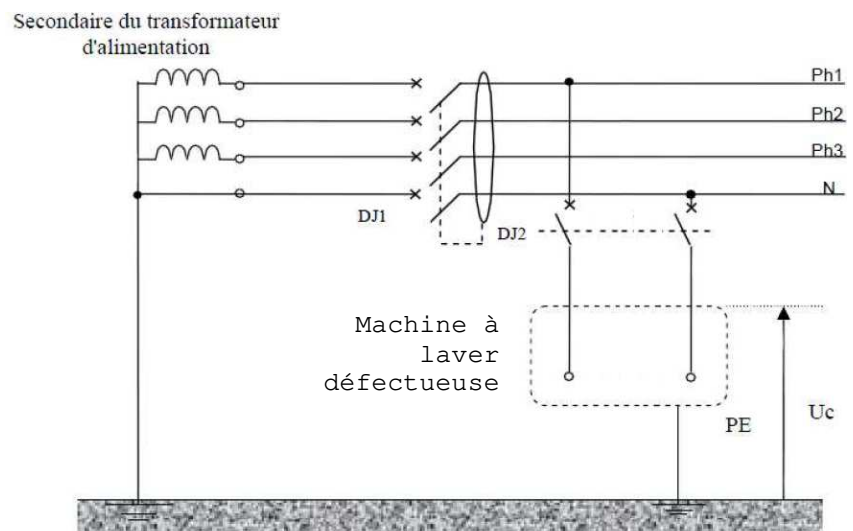 Secondaire du transformateur
d'alimentation
Ph1
Ph2
Ph3
N
DJ1
DJ2
Machine à
laver
défectueuse
PE
Uc